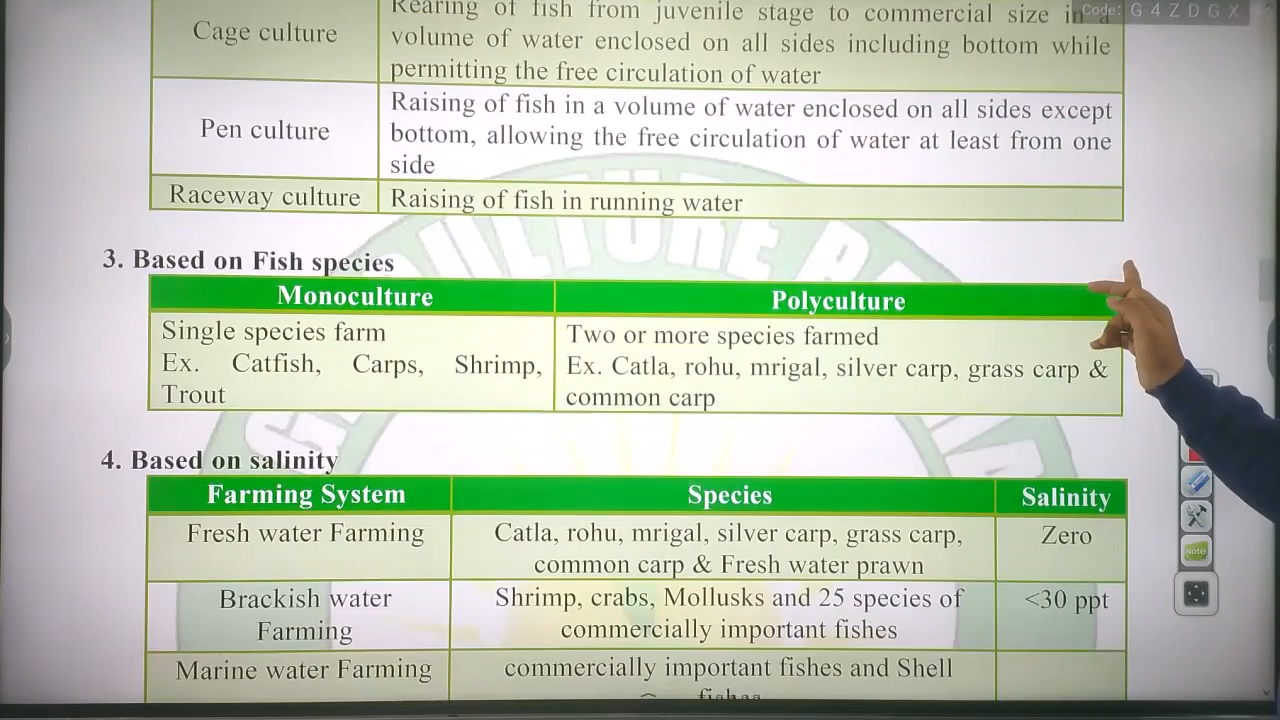 Code: G 4 Z D G X
Rearing of fish from juvenile stage to commercial size in a
Cage culture
volume of water enclosed on all sides including bottom while
permitting the free circulation of water
Pen culture
Raising of fish in a volume of water enclosed on all sides except
bottom, allowing the free circulation of water at least from one
side
Raceway culture
Raising of fish in running water
3. Based on Fish species
Monoculture
Polyculture
Single species farm
Ex. Catfish, Carps, Shrimp,
Trout
Two or more species farmed
Ex. Catla, rohu, mrigal, silver carp, grass carp &
common carp
4. Based on salinity
Farming System
Species
Salinity
Fresh water Farming
Catla, rohu, mrigal, silver carp, grass carp,
common carp & Fresh water prawn
Zero
Brackish water
Farming
Shrimp, crabs, Mollusks and 25 species of
commercially important fishes
<30 ppt
Marine water Farming
commercially important fishes and Shell
fishes
Note